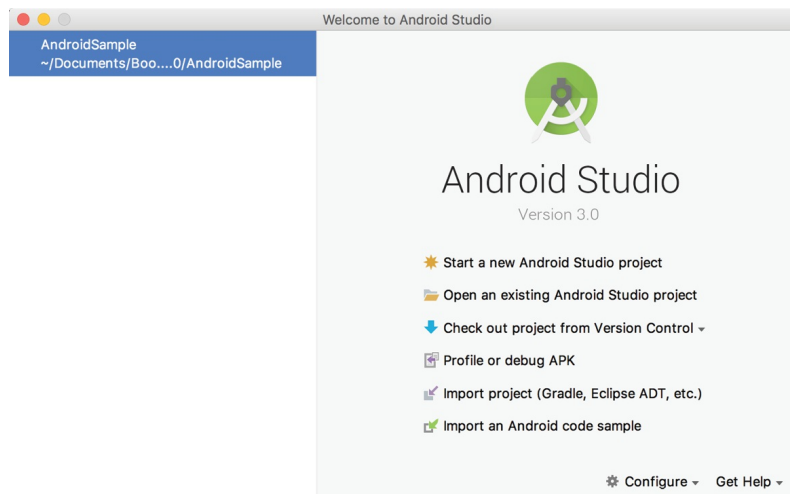 Welcome to Android Studio
AndroidSample
~/Documents/Boo....0/AndroidSample
Android Studio
Version 3.0
Start a new Android Studio project
Open an existing Android Studio project
Check out project from Version Control
Profile or debug APK
Import project (Gradle, Eclipse ADT, etc.)
Import an Android code sample
Configure Get Help